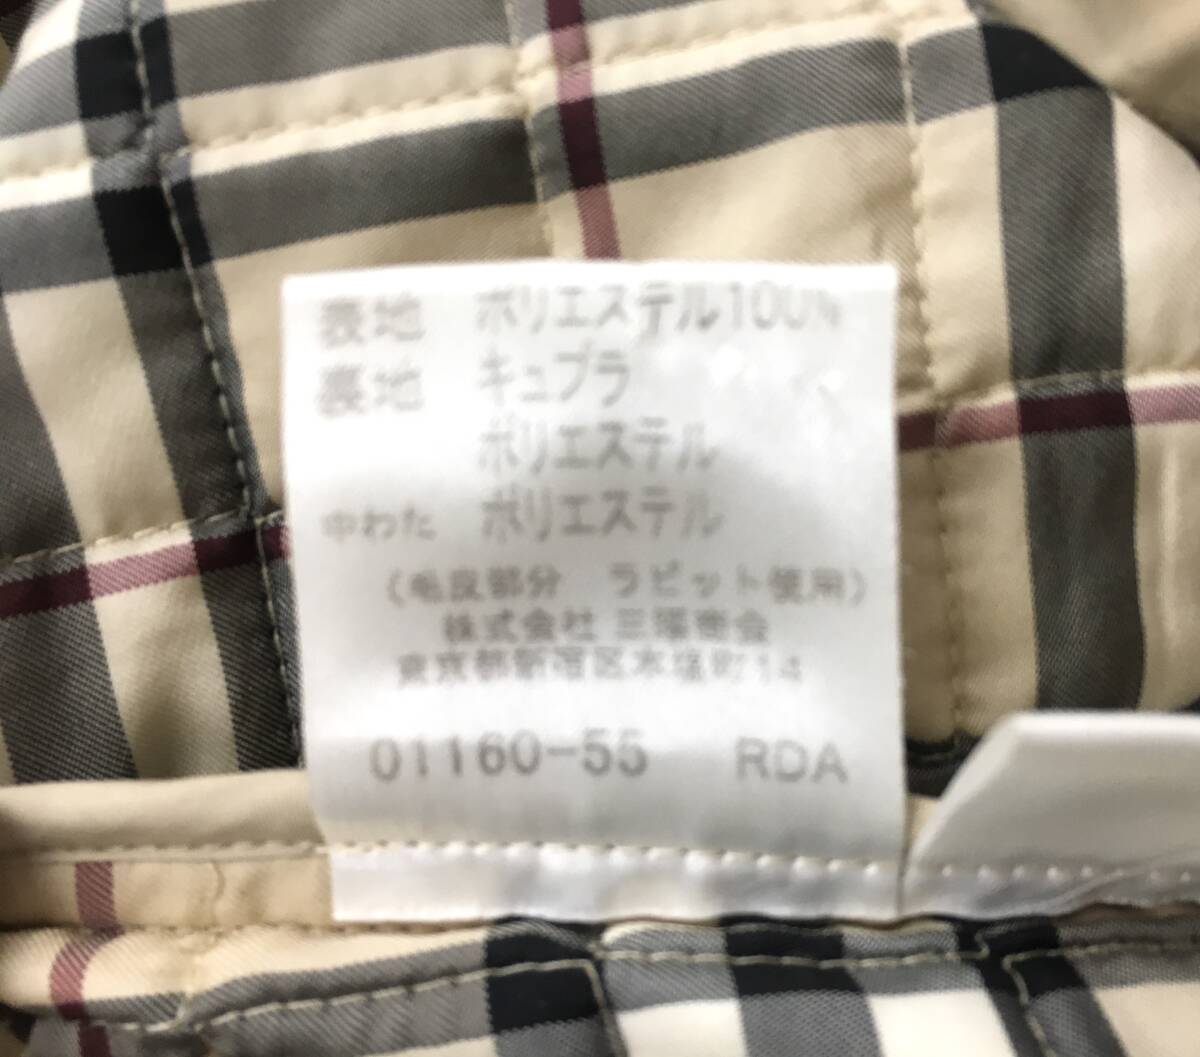 表地 ポリエステル100%
裏地 キュプラ
ポリエステル
中わた ポリエステル
(毛皮部分 ラビット使用)
株式会社 三陽商会
東京都新宿区本塩町14
01160-55 RDA